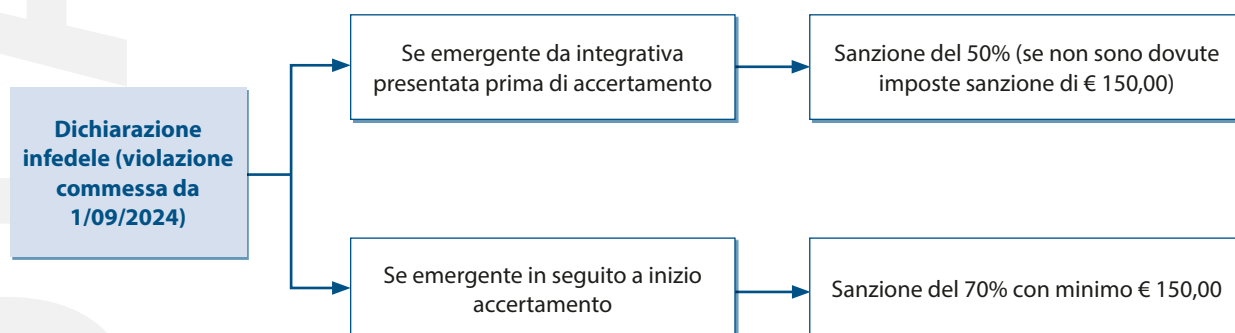 Dichiarazione
infedele (violazione
commessa da
1/09/2024)
Se emergente da integrativa
presentata prima di accertamento
Sanzione del 50% (se non sono dovute
imposte sanzione di € 150,00)
Se emergente in seguito a inizio
accertamento
Sanzione del 70% con minimo € 150,00